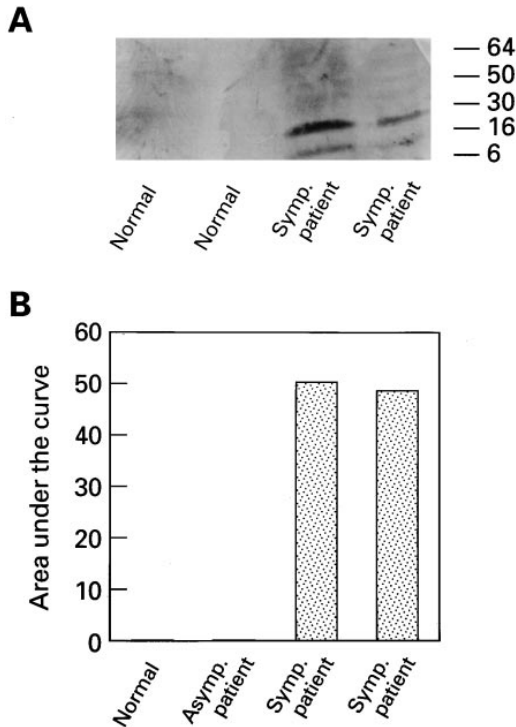 A
— 64
— 50
— 30
— 16
— 6
Normal
Normal
Symp.
patient
Symp.
patient
B
Area under the curve
60
50
40
30
20
10
0
Normal
Asymp.
patient
Symp.
patient
Symp.
patient